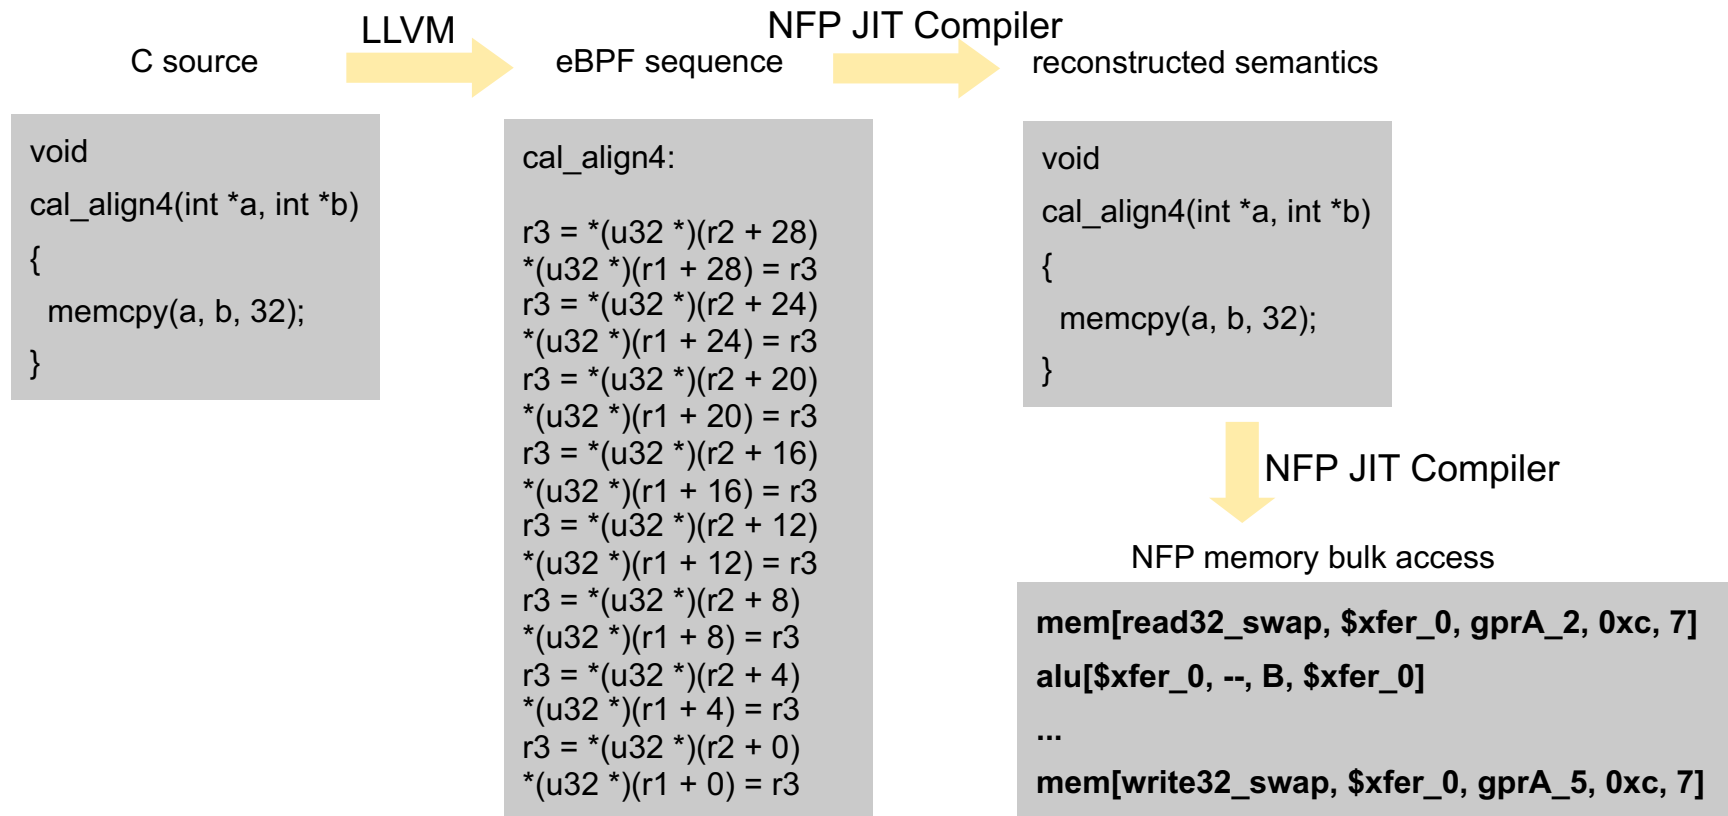 LLVM
NFP JIT Compiler
C source
eBPF sequence
reconstructed semantics
void
cal_align4(int *a, int *b)
{
memcpy(a, b, 32);
}
cal_align4:
r3 = *(u32 *)(r2 + 28)
*(u32 *)(r1 + 28) = r3
r3 = *(u32 *)(r2 + 24)
*(u32 *)(r1 + 24) = r3
r3 = *(u32 *)(r2 + 20)
*(u32 *)(r1 + 20) = r3
r3 = *(u32 *)(r2 + 16)
*(u32 *)(r1 + 16) = r3
r3 = *(u32 *)(r2 + 12)
*(u32 *)(r1 + 12) = r3
r3 = *(u32 *)(r2 + 8)
*(u32 *)(r1 + 8) = r3
r3 = *(u32 *)(r2 + 4)
*(u32 *)(r1 + 4) = r3
r3 = *(u32 *)(r2 + 0)
*(u32 *)(r1 + 0) = r3
void
cal_align4(int *a, int *b)
{
memcpy(a, b, 32);
}
NFP JIT Compiler
NFP memory bulk access
mem[read32_swap, $xfer_0, gprA_2, 0xc, 7]
alu[$xfer_0, --, B, $xfer_0]
...
mem[write32_swap, $xfer_0, gprA_5, 0xc, 7]